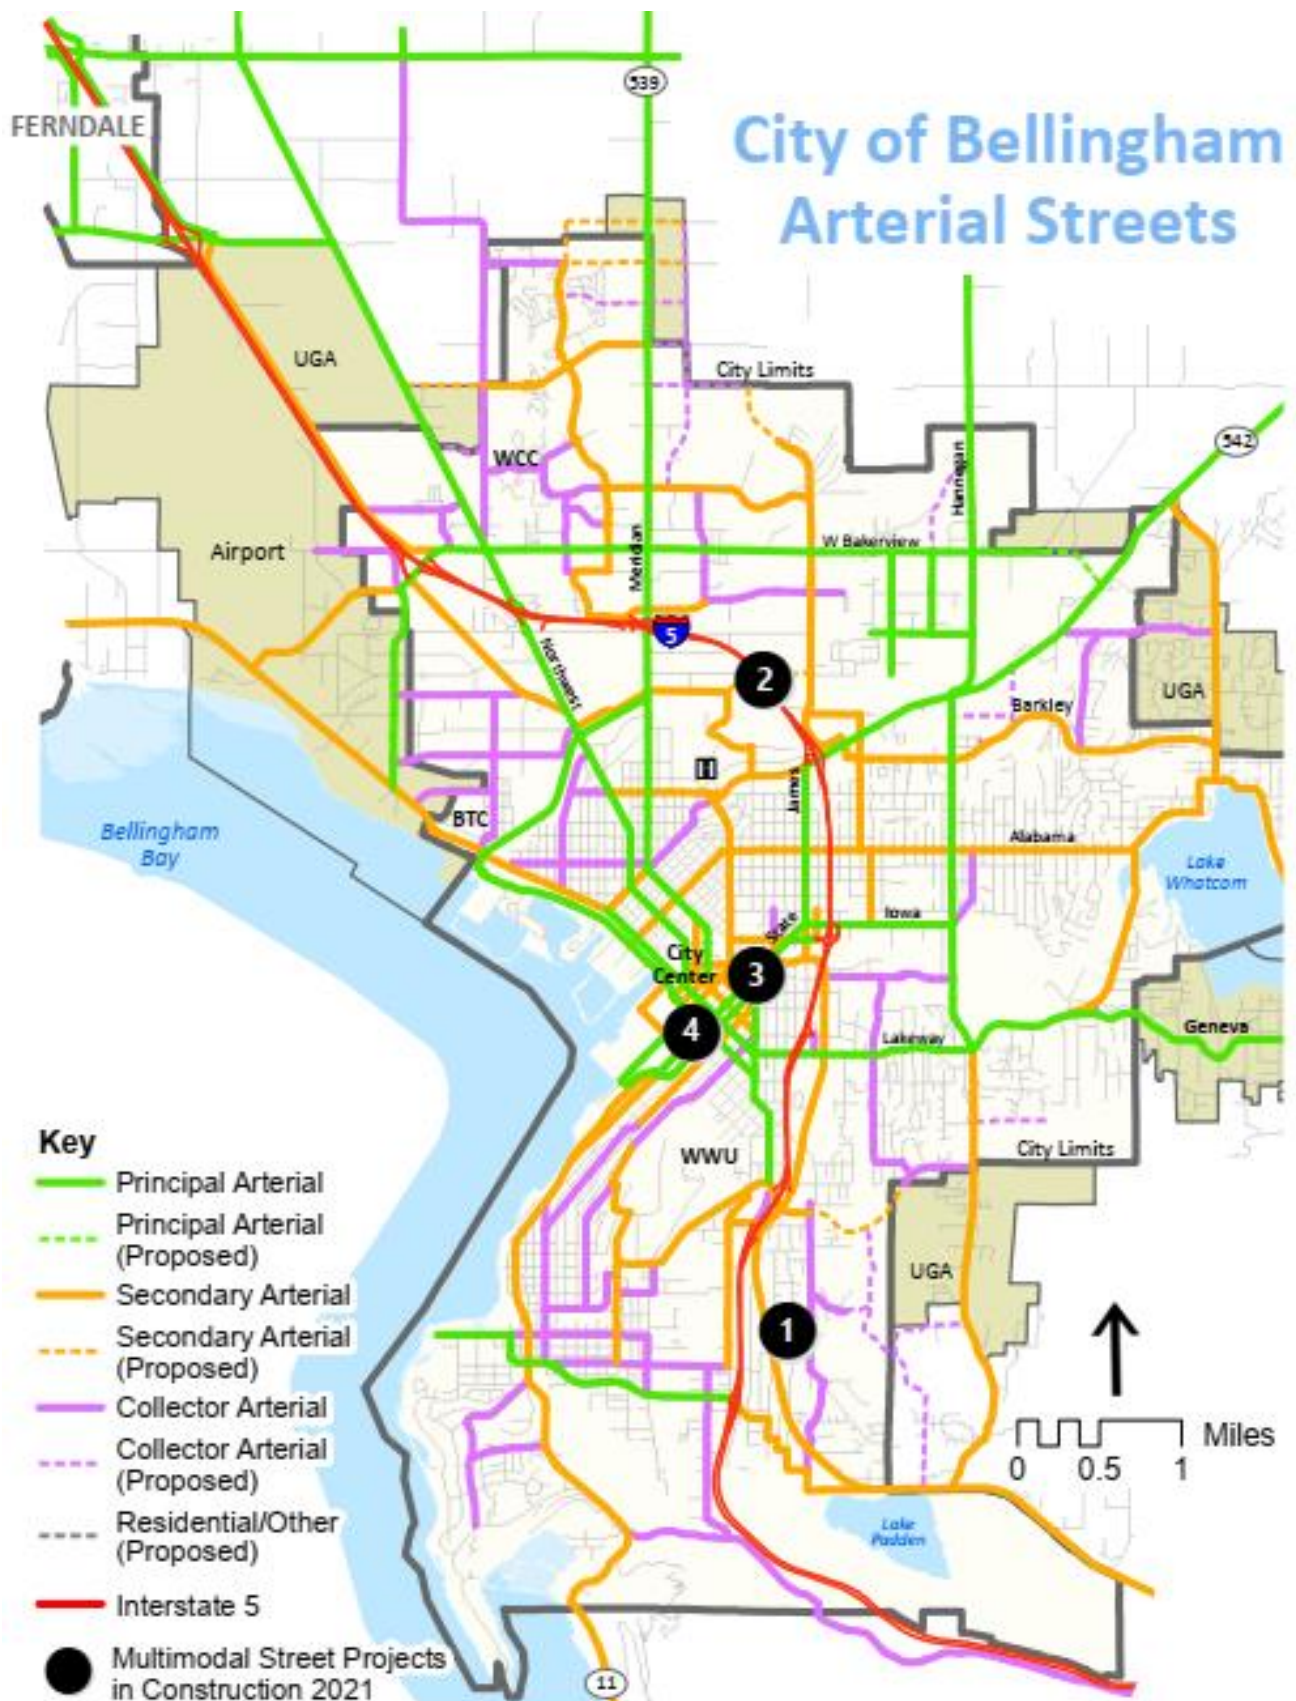 City of Bellingham
Arterial Streets
539
FERNDALE
UGA
City Limits
542
WCC
Hannegan
Meridian
W Bakerview
Airport
5
Northwest
2
UGA
Barkley
H
James
BTC
Bellingham
Bay
Alabama
Lake
Whatcom
Iowa
State
City
Center
3
4
Lakeway
Geneva
WWU
City Limits
UGA
1
Miles
0 0.5 1
Lake
Padden
11
Key
Principal Arterial
Principal Arterial
(Proposed)
Secondary Arterial
Secondary Arterial
(Proposed)
Collector Arterial
Collector Arterial
(Proposed)
Residential/Other
(Proposed)
Interstate 5
Multimodal Street Projects
in Construction 2021